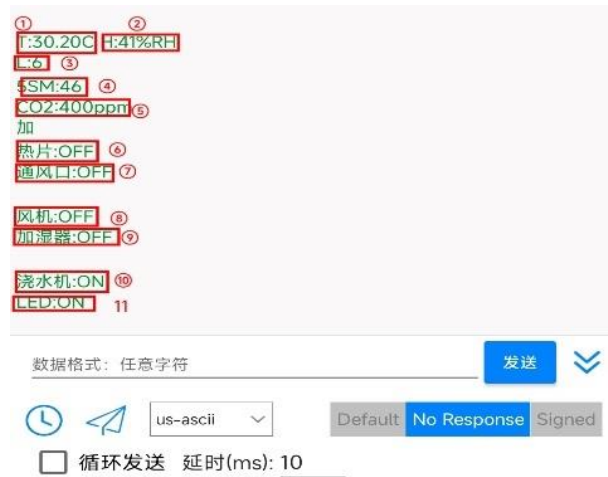 ① ②
T:30.20C H:41%RH
L:6 ③
5SM:46 ④
CO2:400ppm ⑤
加
热片:OFF ⑥
通风口:OFF ⑦
风机:OFF ⑧
加湿器:OFF ⑨
浇水机:ON ⑩
LED:ON 11
数据格式：任意字符 发送
us-ascii Default No Response Signed
循环发送 延时(ms): 10